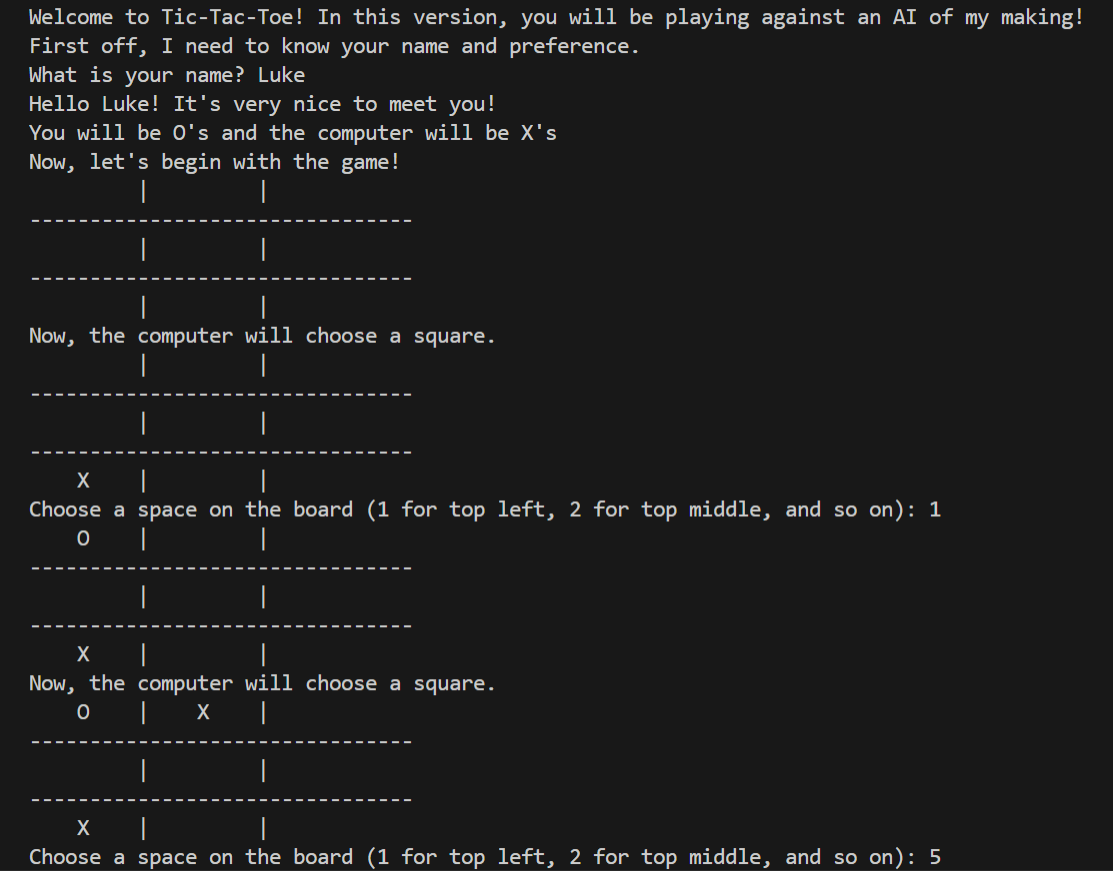 Welcome to Tic-Tac-Toe! In this version, you will be playing against an AI of my making!
First off, I need to know your name and preference.
What is your name? Luke
Hello Luke! It's very nice to meet you!
You will be O's and the computer will be X's
Now, let's begin with the game!
         |         |
--------------------------------
         |         |
--------------------------------
         |         |
Now, the computer will choose a square.
         |         |
--------------------------------
         |         |
--------------------------------
    X    |         |
Choose a space on the board (1 for top left, 2 for top middle, and so on): 1
    O    |         |
--------------------------------
         |         |
--------------------------------
    X    |         |
Now, the computer will choose a square.
    O    |    X    |
--------------------------------
         |         |
--------------------------------
    X    |         |
Choose a space on the board (1 for top left, 2 for top middle, and so on): 5